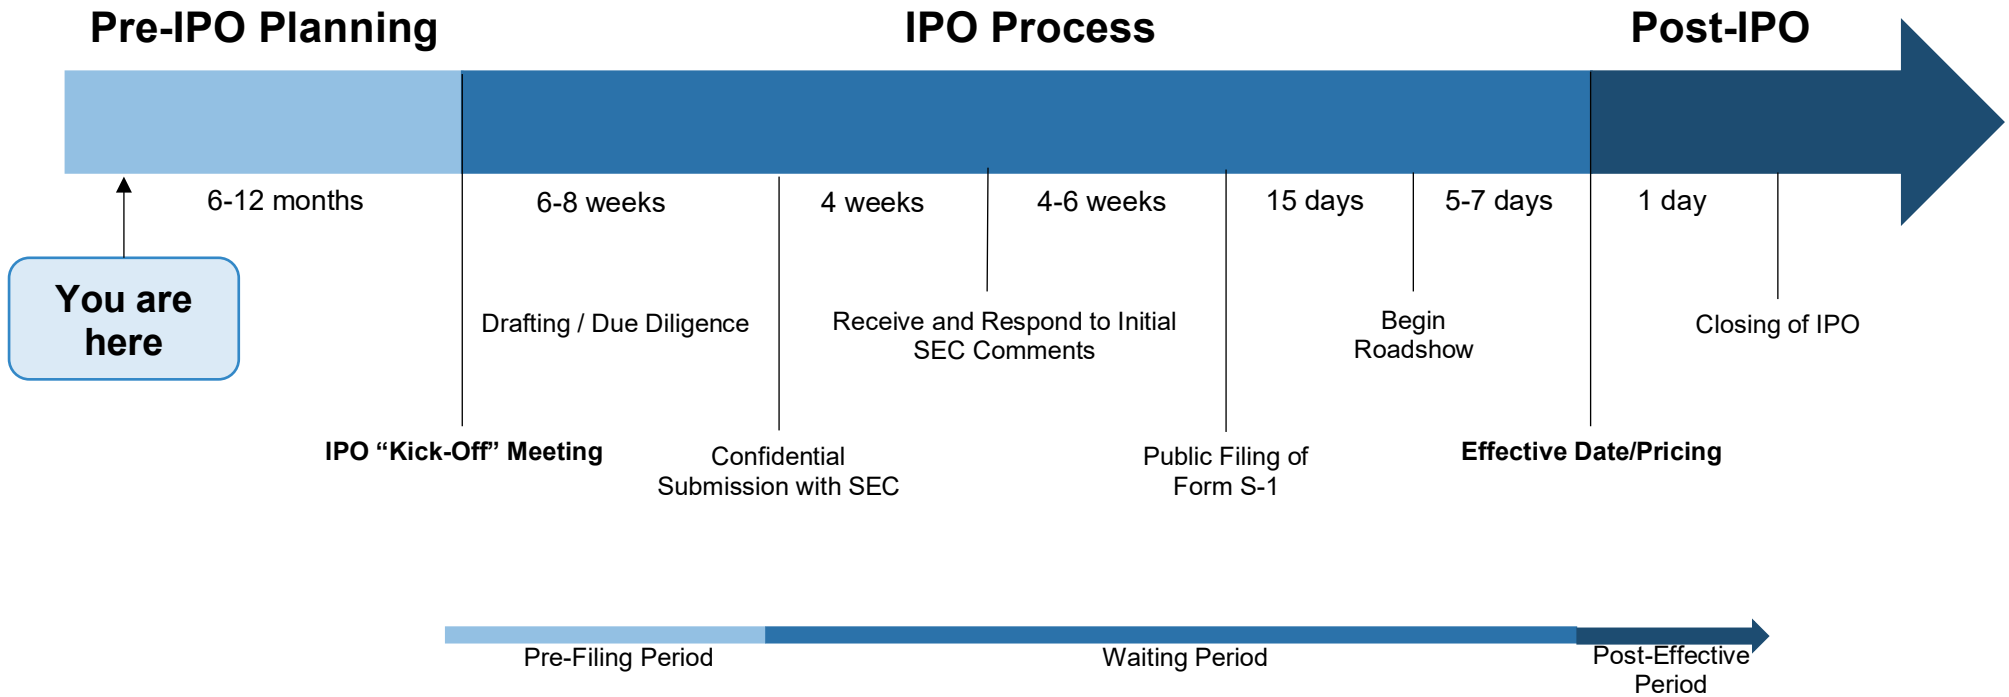 Pre-IPO Planning
IPO Process
Post-IPO
6-12 months
6-8 weeks
4 weeks
4-6 weeks
15 days
5-7 days
1 day
You are
here
Drafting / Due Diligence
Receive and Respond to Initial
SEC Comments
Begin
Roadshow
Closing of IPO
IPO “Kick-Off” Meeting
Confidential
Submission with SEC
Public Filing of
Form S-1
Effective Date/Pricing
Pre-Filing Period
Waiting Period
Post-Effective
Period